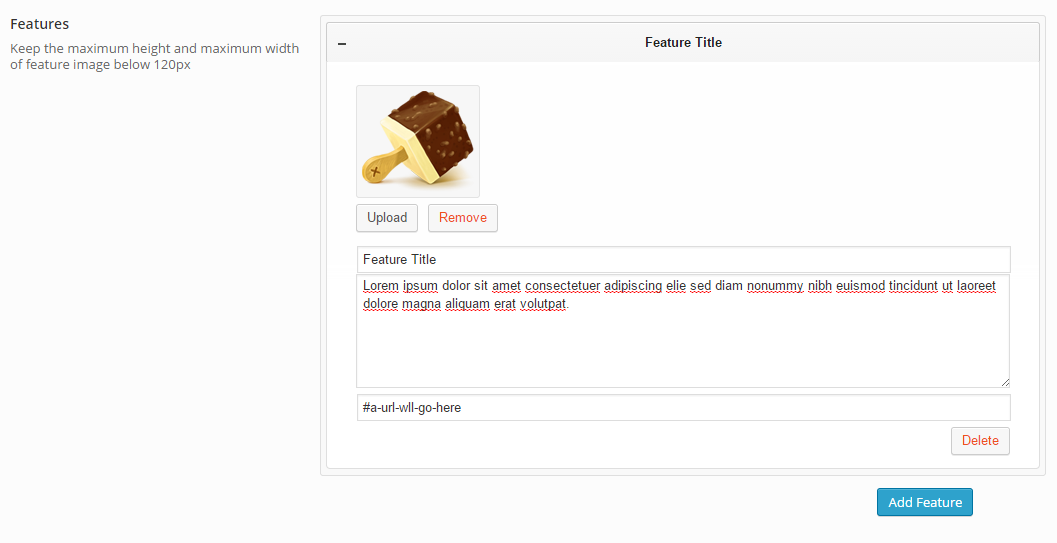 Features
Keep the maximum height and maximum width
of feature image below 120px
Feature Title
Upload
Remove
Feature Title
Lorem ipsum dolor sit amet consectetuer adipiscing elie sed diam nonummy nibh euismod tincidunt ut laoreet
dolore magna aliquam erat volutpat.
#a-url-wll-go-here
Delete
Add Feature